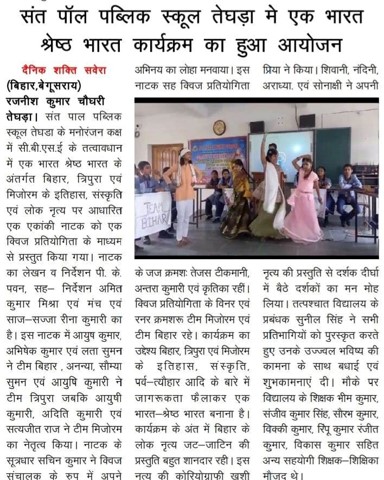 संत पॉल पब्लिक स्कूल तेघड़ा मे एक भारत
श्रेष्ठ भारत कार्यक्रम का हुआ आयोजन
दैनिक शक्ति सवेरा
(बिहार,बेगूसराय)
रजनीश कुमार चौधरी
तेघड़ा। संत पाल पब्लिक
स्कूल तेघडा के मनोरंजन कक्ष
में सी.बी.एस.ई के तत्वावधान
में एक भारत श्रेष्ठ भारत के
अंतर्गत बिहार, त्रिपुरा एवं
मिजोरम के इतिहास, संस्कृति
एवं लोक नृत्य पर आधारित
एक एकांकी नाटक को एक
क्विज प्रतियोगिता के माध्यम
से प्रस्तुत किया गया। नाटक
का लेखन व निर्देशन पी. के.
पवन, सह– निर्देशन अमित
कुमार मिश्रा एवं मंच एवं
साज–सज्जा रीना कुमारी का
है। इस नाटक में आयुष कुमार,
अभिषेक कुमार एवं लता सुमन
ने टीम बिहार , अनन्या, सौम्या
सुमन एवं आयुषि कुमारी ने
टीम त्रिपुरा जबकि आयुषी
कुमारी, अदिति कुमारी एवं
सत्यजीत राज ने टिम मिजोरम
का नेतृत्व किया। नाटक के
सूत्रधार सचिन कुमार ने क्विज
संचालक के रुप में अपने
अभिनय का लोहा मनवाया। इस
नाटक सह क्विज प्रतियोगिता
TEAM
BIHAR
के जज क्रमशः तेजस टीकमानी,
अन्तरा कुमारी एवं कृतिका रहीं।
क्विज प्रतियोगिता के विनर एवं
रनर क्रमशरू टीम मिजोरम एवं
टीम बिहार रहे। कार्यक्रम का
उद्देश्य बिहार, त्रिपुरा एवं मिजोरम
के इतिहास, संस्कृति,
पर्व–त्यौहार आदि के बारे में
जागरूकता फैलाकर एक
भारत–श्रेष्ठ भारत बनाना है।
कार्यक्रम के अंत में बिहार के
लोक नृत्य जट–जाटिन की
प्रस्तुति बहुत शानदार रही। इस
नृत्य की कोरियोग्राफी खुशी
प्रिया ने किया। शिवानी, नंदिनी,
अराध्या. एवं सोनाक्षी ने अपनी
नृत्य की प्रस्तुति से दर्शक दीर्घा
में बैठे दर्शकों का मन मोह
लिया। तत्पश्चात विद्यालय के
प्रबंधक सुनील सिंह ने सभी
प्रतिभागियों को पुरस्कृत करते
हुए उनके उज्ज्वल भविष्य की
कामना के साथ बधाई एवं
शुभकामनाएं दी। मौके पर
विद्यालय के शिक्षक भीम कुमार,
संजीव कुमार सिंह, सौरभ कुमार,
विक्की कुमार, रिंपू कुमार रंजीत
कुमार, विकास कुमार सहित
अन्य सहयोगी शिक्षक–शिक्षिका
मौजूद थे।